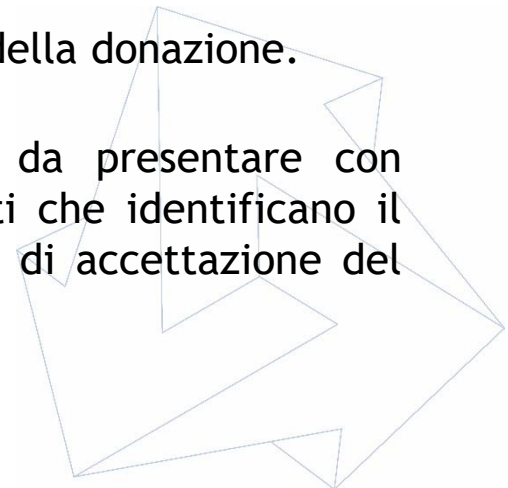 della donazione.
da presentare con
ti che identificano il
di accettazione del